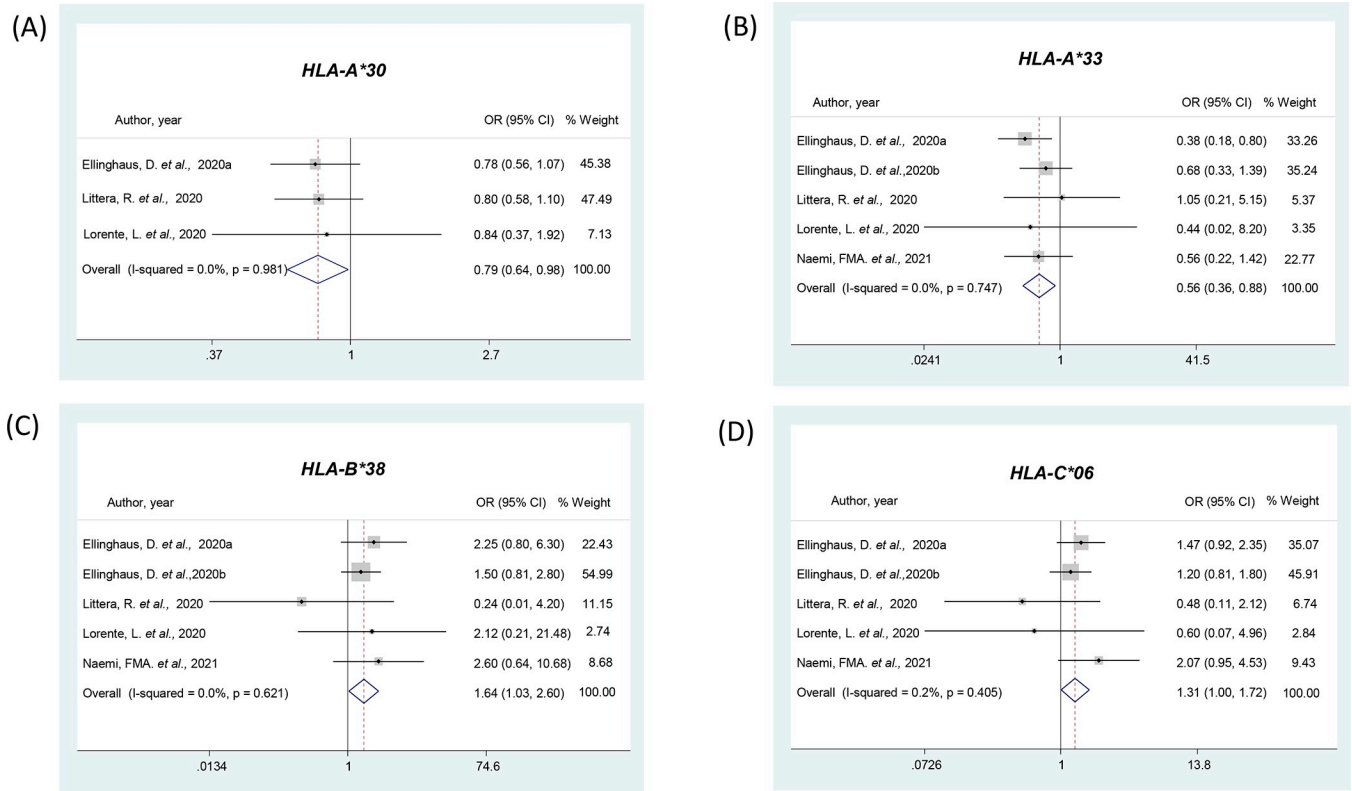 (A)
HLA-A*30
Author, year OR (95% CI) % Weight
Ellinghaus, D. et al., 2020a 0.78 (0.56, 1.07) 45.38
Littera, R. et al., 2020 0.80 (0.58, 1.10) 47.49
Lorente, L. et al., 2020 0.84 (0.37, 1.92) 7.13
Overall (I-squared = 0.0%, p = 0.981) 0.79 (0.64, 0.98) 100.00
.37 1 2.7
(B)
HLA-A*33
Author, year OR (95% CI) % Weight
Ellinghaus, D. et al., 2020a 0.38 (0.18, 0.80) 33.26
Ellinghaus, D. et al.,2020b 0.68 (0.33, 1.39) 35.24
Littera, R. et al., 2020 1.05 (0.21, 5.15) 5.37
Lorente, L. et al., 2020 0.44 (0.02, 8.20) 3.35
Naemi, FMA. et al., 2021 0.56 (0.22, 1.42) 22.77
Overall (I-squared = 0.0%, p = 0.747) 0.56 (0.36, 0.88) 100.00
.0241 1 41.5
(C)
HLA-B*38
Author, year OR (95% CI) % Weight
Ellinghaus, D. et al., 2020a 2.25 (0.80, 6.30) 22.43
Ellinghaus, D. et al.,2020b 1.50 (0.81, 2.80) 54.99
Littera, R. et al., 2020 0.24 (0.01, 4.20) 11.15
Lorente, L. et al., 2020 2.12 (0.21, 21.48) 2.74
Naemi, FMA. et al., 2021 2.60 (0.64, 10.68) 8.68
Overall (I-squared = 0.0%, p = 0.621) 1.64 (1.03, 2.60) 100.00
.0134 1 74.6
(D)
HLA-C*06
Author, year OR (95% CI) % Weight
Ellinghaus, D. et al., 2020a 1.47 (0.92, 2.35) 35.07
Ellinghaus, D. et al.,2020b 1.20 (0.81, 1.80) 45.91
Littera, R. et al., 2020 0.48 (0.11, 2.12) 6.74
Lorente, L. et al., 2020 0.60 (0.07, 4.96) 2.84
Naemi, FMA. et al., 2021 2.07 (0.95, 4.53) 9.43
Overall (I-squared = 0.2%, p = 0.405) 1.31 (1.00, 1.72) 100.00
.0726 1 13.8